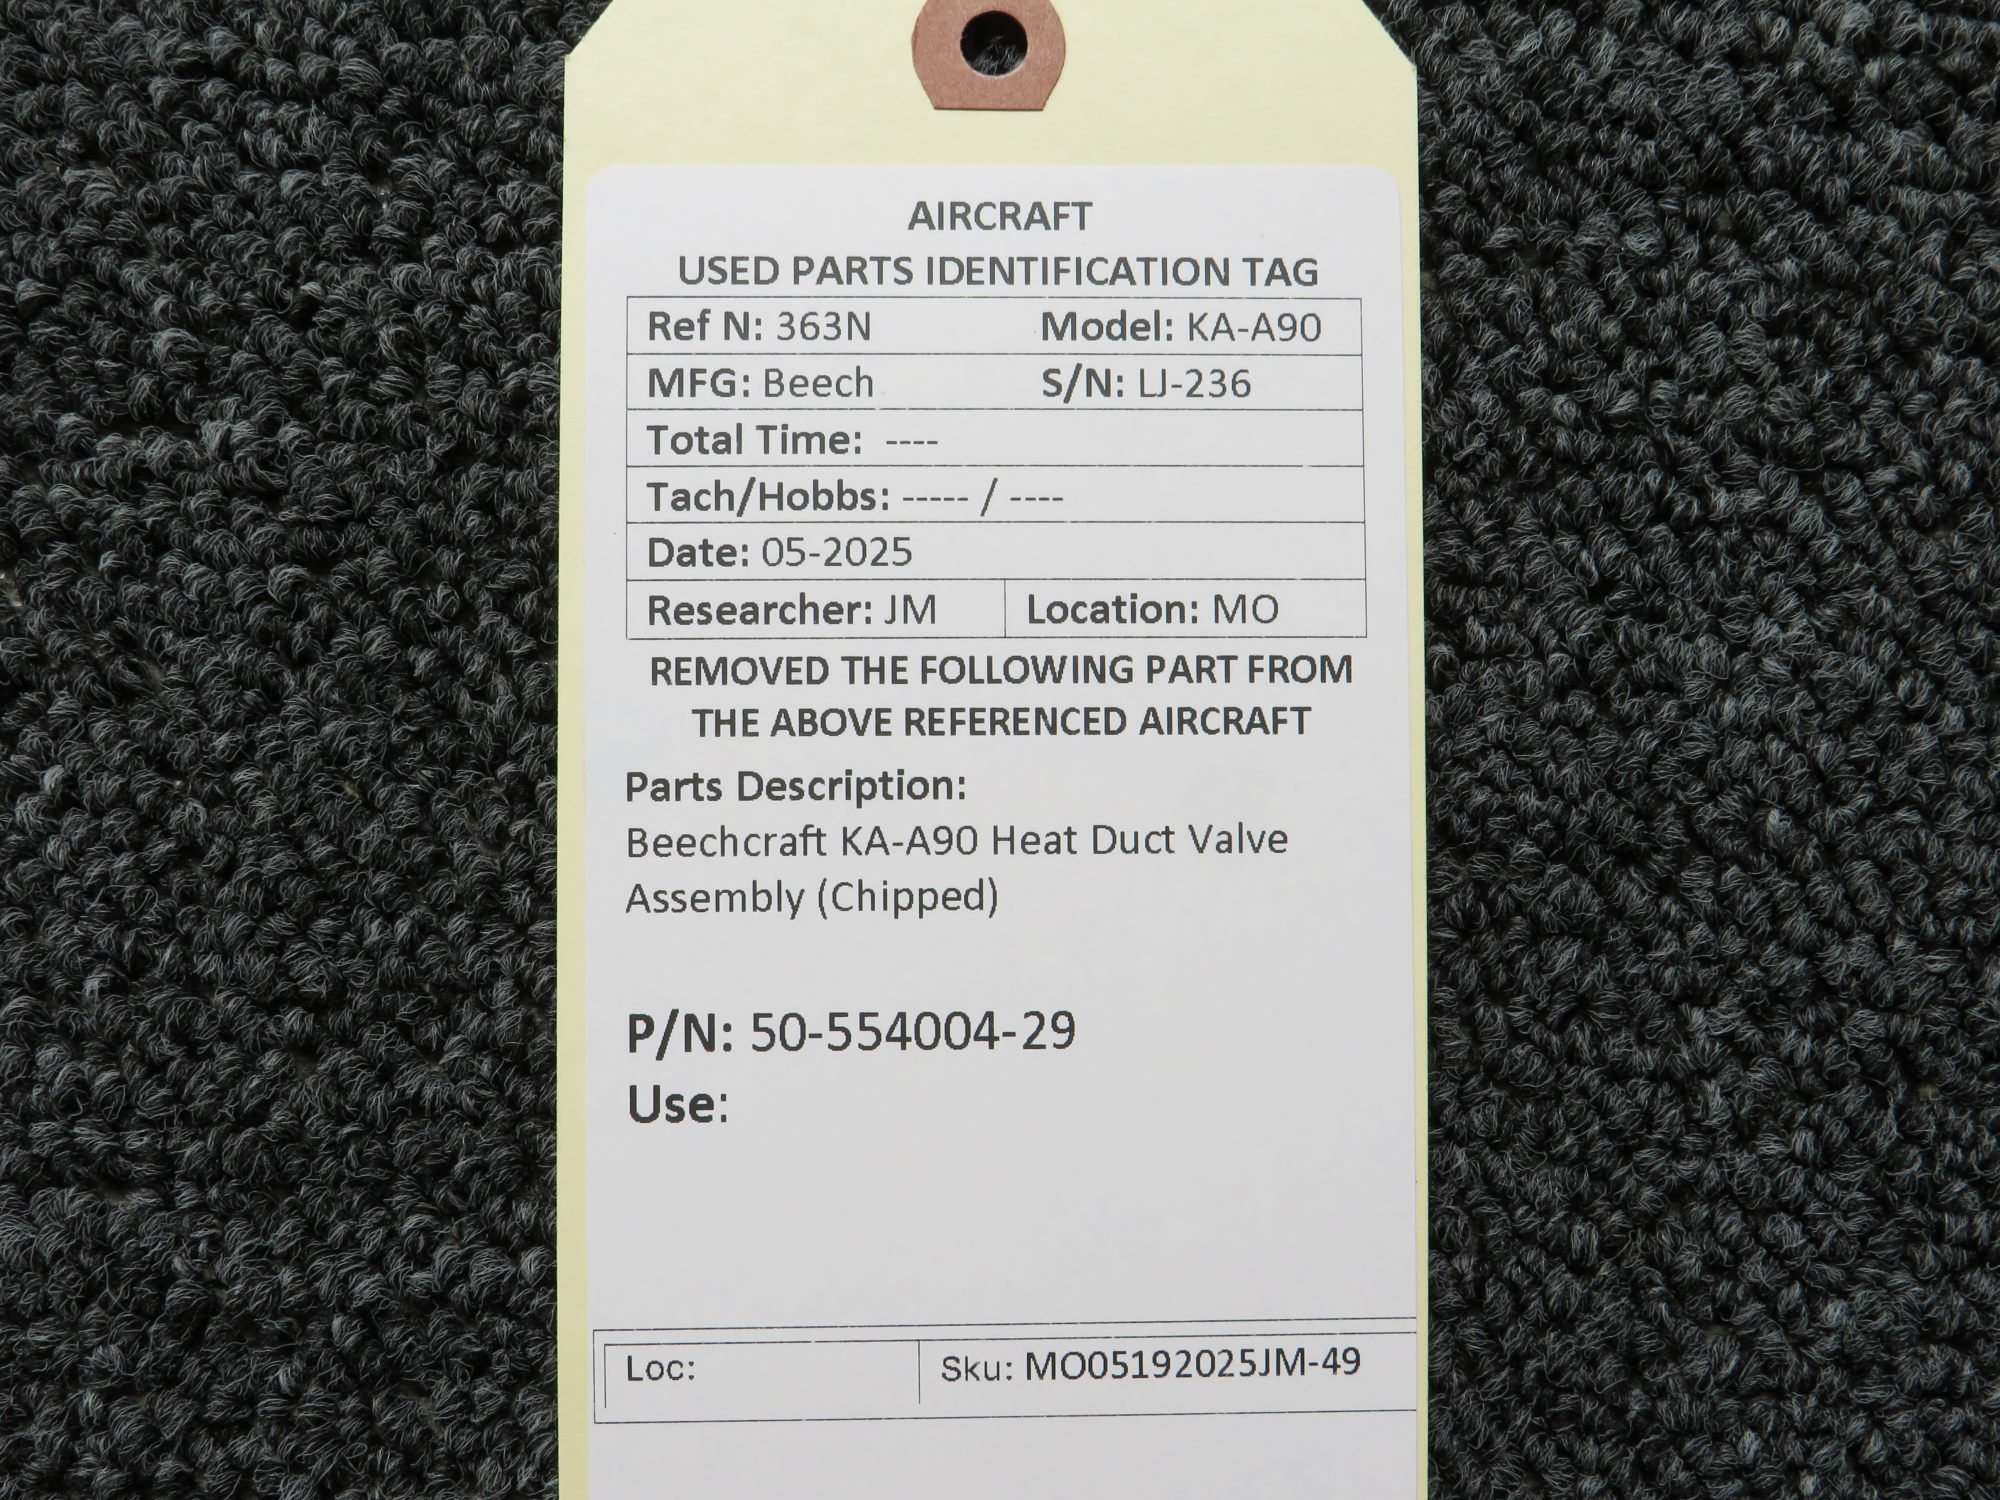 AIRCRAFT
USED PARTS IDENTIFICATION TAG
Ref N: 363N Model: KA-A90
MFG: Beech S/N: LJ-236
Total Time: ----
Tach/Hobbs: ----- / ----
Date: 05-2025
Researcher: JM Location: MO
REMOVED THE FOLLOWING PART FROM
THE ABOVE REFERENCED AIRCRAFT
Parts Description:
Beechcraft KA-A90 Heat Duct Valve
Assembly (Chipped)
P/N: 50-554004-29
Use:
Loc: Sku: MO05192025JM-49